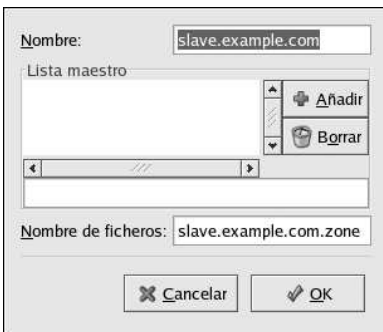 Nombre: slave.example.com
Lista maestro
Añadir
Borrar
Nombre de ficheros: slave.example.com.zone
Cancelar OK